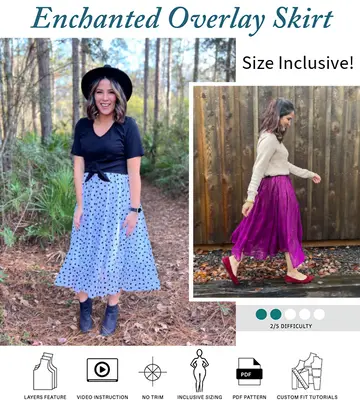 Enchanted Overlay Skirt
Size Inclusive!
2/5 DIFFICULTY
PDF
LAYERS FEATURE
VIDEO INSTRUCTION
NO TRIM
INCLUSIVE SIZING
PDF PATTERN
CUSTOM FIT TUTORIALS